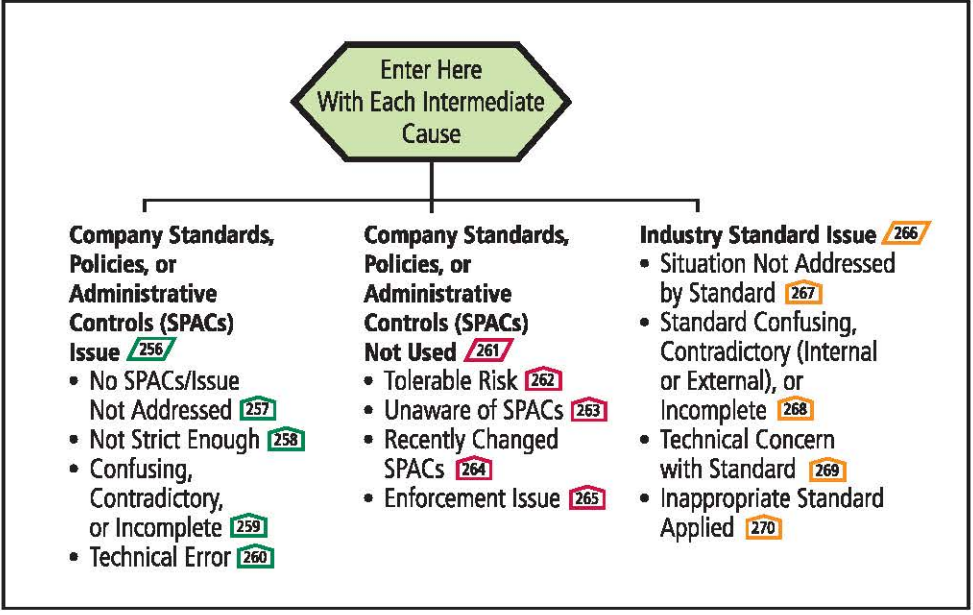 Enter Here
With Each Intermediate
Cause
Company Standards,
Policies, or
Administrative
Controls (SPACs)
Issue 256
• No SPACs/Issue
Not Addressed 257
• Not Strict Enough 258
• Confusing,
Contradictory,
or Incomplete 259
• Technical Error 260
Company Standards,
Policies, or
Administrative
Controls (SPACs)
Not Used 261
• Tolerable Risk 262
• Unaware of SPACs 263
• Recently Changed
SPACs 264
• Enforcement Issue 265
Industry Standard Issue 266
• Situation Not Addressed
by Standard 267
• Standard Confusing,
Contradictory (Internal
or External), or
Incomplete 268
• Technical Concern
with Standard 269
• Inappropriate Standard
Applied 270